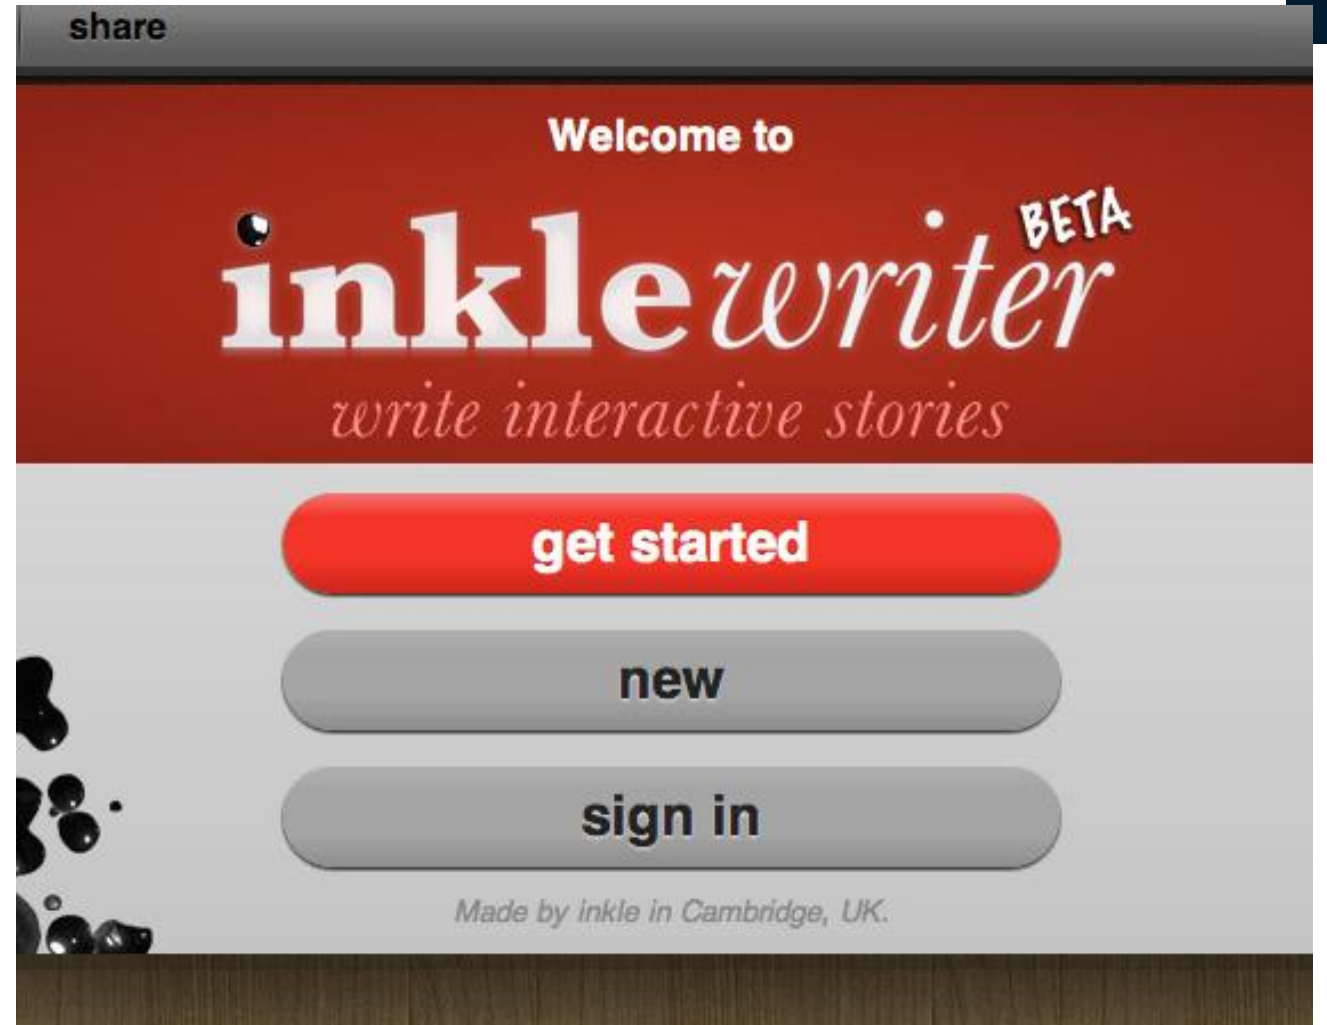 share
Welcome to
inklewriter BETA
write interactive stories
get started
new
sign in
Made by inkle in Cambridge, UK.